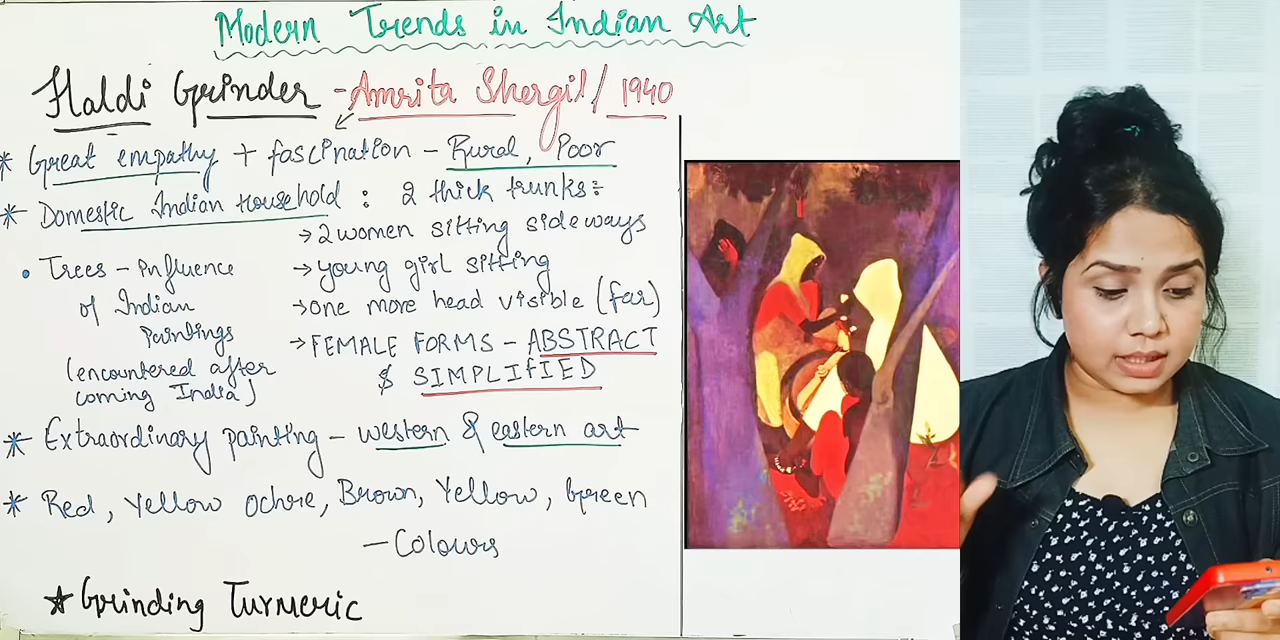 Modern Trends in Indian Art
Haldi Grinder - Amrita Shergil / 1940
* Great empathy + fascination - Rural, Poor
* Domestic Indian Household : 2 thick trunks :
→ 2 women sitting sideways
• Trees - influence of Indian Paintings (encountered after coming India)
→ young girl sitting
→ one more head visible (far)
→ FEMALE FORMS - ABSTRACT
& SIMPLIFIED
* Extraordinary painting - western & eastern art
* Red, Yellow Ochre, Brown, Yellow, Green
- Colours
★ Grinding Turmeric